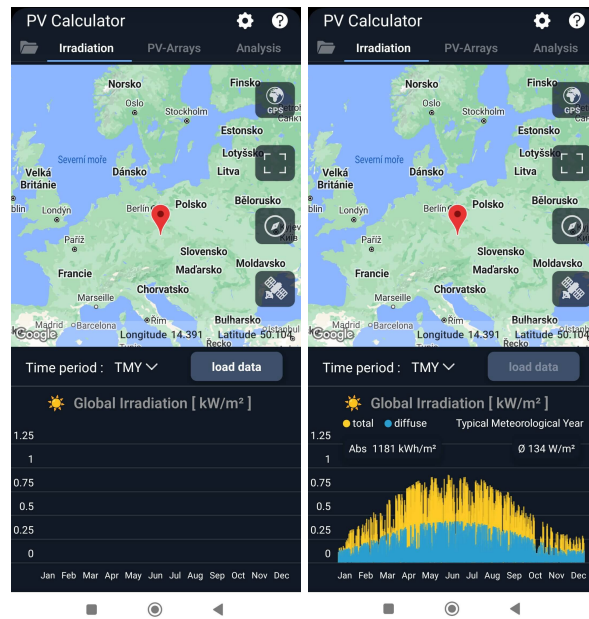 PV Calculator
Irradiation PV-Arrays Analysis
Norsko
Finsko
Oslo
Stockholm
GPS
Estonsko
Lotyšsko
Severní moře
Velká
Británie
Dánsko
Litva
Londýn
Berlín
Polsko
Bělorusko
Paříž
Slovensko
Moldavsko
Francie
Maďarsko
Chorvatsko
Marseille
Madrid
Barcelona
Řím
Bulharsko
Google
Longitude 14.391 Latitude 50.104
Řecko
Time period : TMY load data
Global Irradiation [ kW/m² ]
1.25
1
0.75
0.5
0.25
0
Jan Feb Mar Apr May Jun Jul Aug Sep Oct Nov Dec
PV Calculator
Irradiation PV-Arrays Analysis
Norsko
Finsko
Oslo
Stockholm
GPS
Estonsko
Lotyšsko
Severní moře
Velká
Británie
Dánsko
Litva
Londýn
Berlín
Polsko
Bělorusko
Paříž
Slovensko
Moldavsko
Francie
Maďarsko
Chorvatsko
Marseille
Madrid
Barcelona
Řím
Bulharsko
Google
Longitude 14.391 Latitude 50.104
Řecko
Time period : TMY load data
Global Irradiation [ kW/m² ]
total diffuse Typical Meteorological Year
1.25
Abs 1181 kWh/m² Ø 134 W/m²
1
0.75
0.5
0.25
0
Jan Feb Mar Apr May Jun Jul Aug Sep Oct Nov Dec